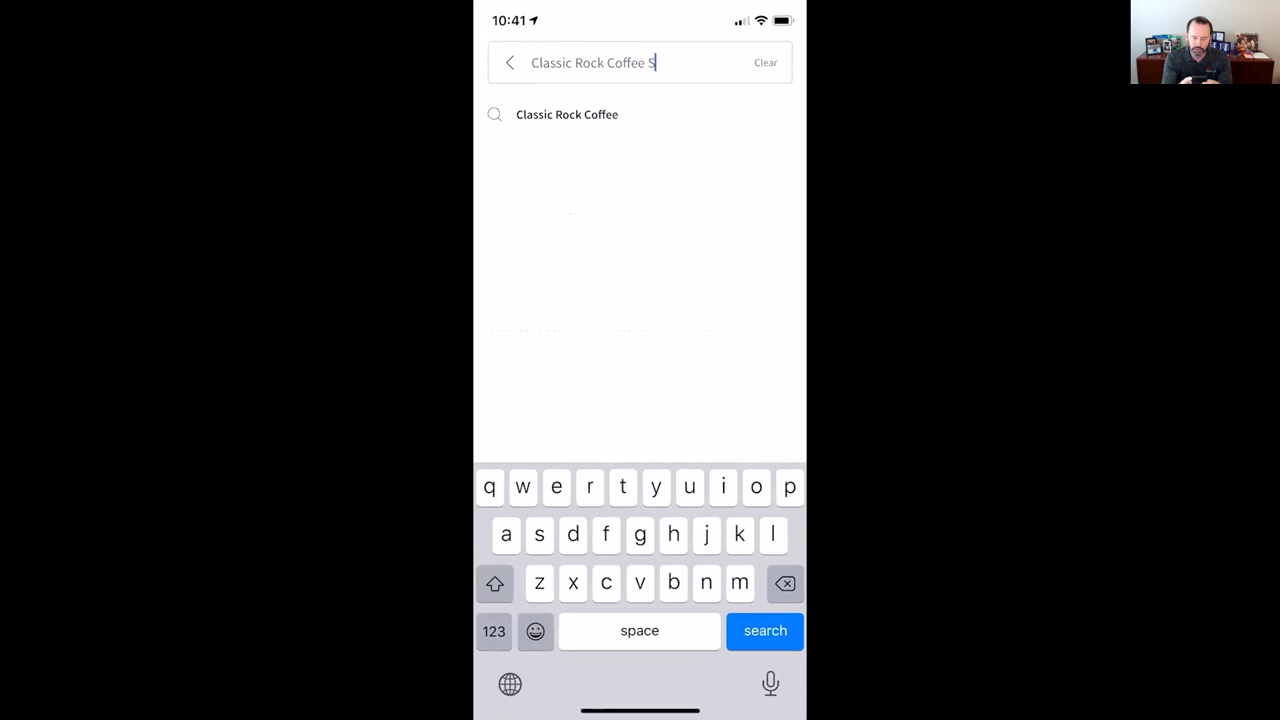 10:41
Classic Rock Coffee S
Clear
Classic Rock Coffee
q w e r t y u i o p
a s d f g h j k l
z x c v b n m
123 space search